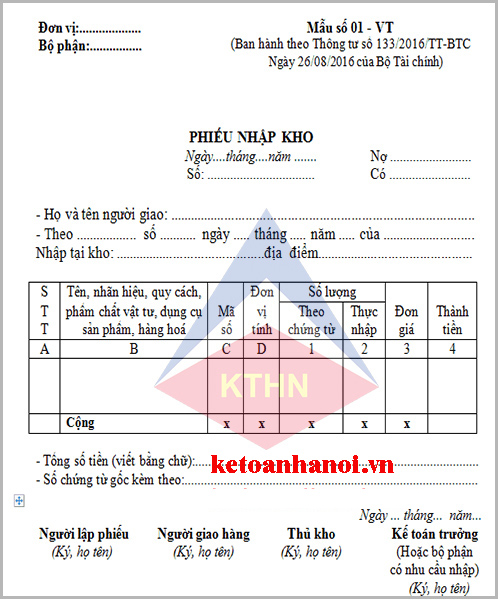 Đơn vị:................... Mẫu số 01 - VT
Bộ phận:................ (Ban hành theo Thông tư số 133/2016/TT-BTC
Ngày 26/08/2016 của Bộ Tài chính)
PHIẾU NHẬP KHO
Ngày....tháng....năm ....... Nợ ........................
Số: ................................ Có ........................
- Họ và tên người giao: ......................................................................
- Theo ............... số ........... ngày ..... tháng ..... năm ..... của ........................
Nhập tại kho: .....................................địa điểm......................................
S
T
T
Tên, nhãn hiệu, quy cách,
phẩm chất vật tư, dụng cụ
sản phẩm, hàng hoá
Mã
số
Đơn
vị
tính
Số lượng
Theo
chứng từ
Thực
nhập
Đơn
giá
Thành
tiền
A B C D 1 2 3 4
KTHN
Cộng x x x x x
- Tổng số tiền (viết bằng chữ):......................................................
ketoanhanoi.vn
- Số chứng từ gốc kèm theo:.........................................................
Ngày ... tháng... năm...
Người lập phiếu Người giao hàng Thủ kho Kế toán trưởng
(Ký, họ tên) (Ký, họ tên) (Ký, họ tên) (Hoặc bộ phận
có nhu cầu nhập)
(Ký, họ tên)